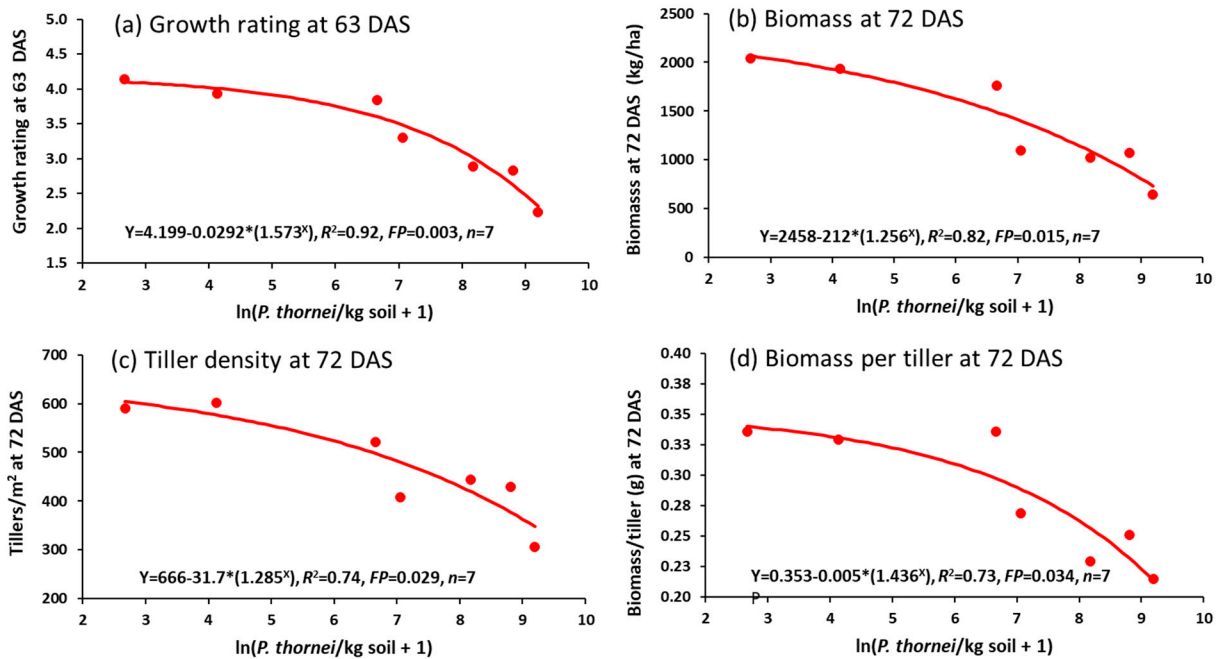 (a) Growth rating at 63 DAS
Growth rating at 63 DAS
5.0
4.5
4.0
3.5
3.0
2.5
2.0
1.5
Y=4.199-0.0292*(1.573ˣ), R²=0.92, FP=0.003, n=7
2 3 4 5 6 7 8 9 10
ln(P. thornei/kg soil + 1)
(b) Biomass at 72 DAS
Biomasss at 72 DAS (kg/ha)
2500
2000
1500
1000
500
0
Y=2458-212*(1.256ˣ), R²=0.82, FP=0.015, n=7
2 3 4 5 6 7 8 9 10
ln(P. thornei/kg soil + 1)
(c) Tiller density at 72 DAS
Tillers/m² at 72 DAS
700
600
500
400
300
200
Y=666-31.7*(1.285ˣ), R²=0.74, FP=0.029, n=7
2 3 4 5 6 7 8 9 10
ln(P. thornei/kg soil + 1)
(d) Biomass per tiller at 72 DAS
Biomass/tiller (g) at 72 DAS
0.40
0.38
0.35
0.33
0.30
0.28
0.25
0.23
0.20
Y=0.353-0.005*(1.436ˣ), R²=0.73, FP=0.034, n=7
P
2 3 4 5 6 7 8 9 10
ln(P. thornei/kg soil + 1)